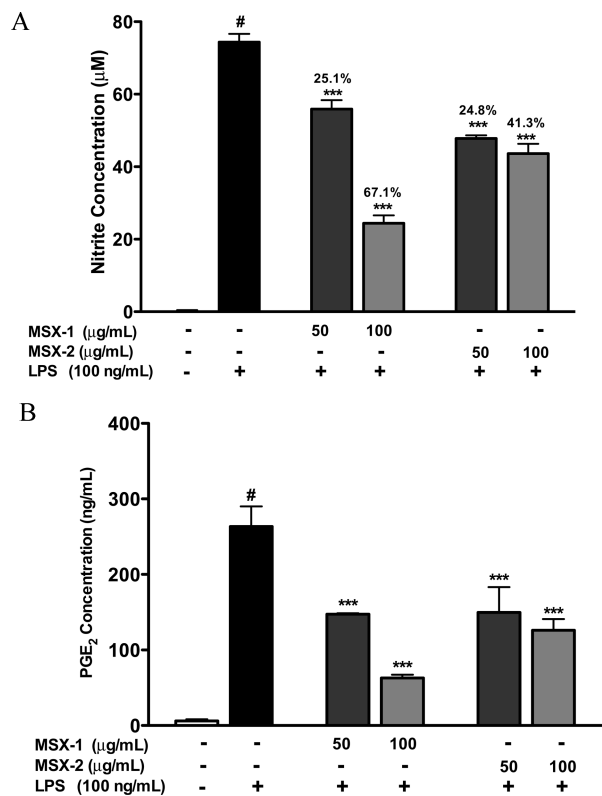 A
Nitrite Concentration (μM)
80
60
40
20
0
#
25.1%
***
67.1%
***
24.8%
***
41.3%
***
MSX-1 (μg/mL) - - 50 100 - -
MSX-2 (μg/mL) - - - - 50 100
LPS (100 ng/mL) - + + + + +
B
PGE2 Concentration (ng/mL)
400
300
200
100
0
#
***
***
***
***
MSX-1 (μg/mL) - - 50 100 - -
MSX-2 (μg/mL) - - - - 50 100
LPS (100 ng/mL) - + + + + +